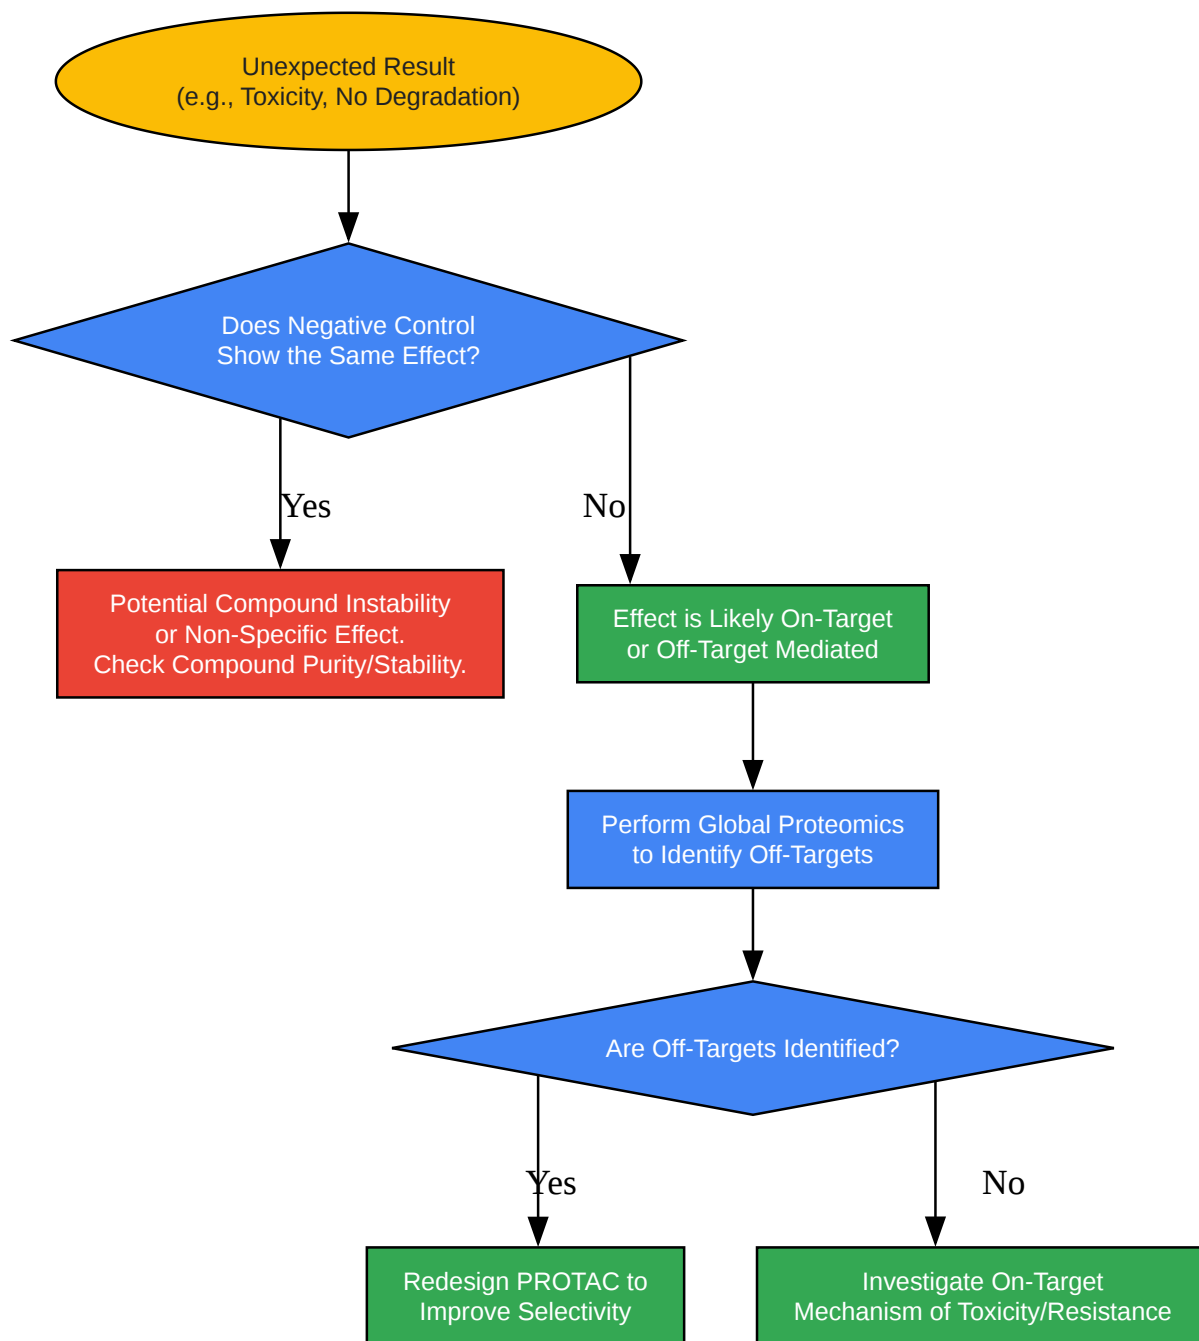 Unexpected Result
(e.g., Toxicity, No Degradation)
Does Negative Control
Show the Same Effect?
Yes
No
Potential Compound Instability
or Non-Specific Effect.
Check Compound Purity/Stability.
Effect is Likely On-Target
or Off-Target Mediated
Perform Global Proteomics
to Identify Off-Targets
Are Off-Targets Identified?
Yes
No
Redesign PROTAC to
Improve Selectivity
Investigate On-Target
Mechanism of Toxicity/Resistance